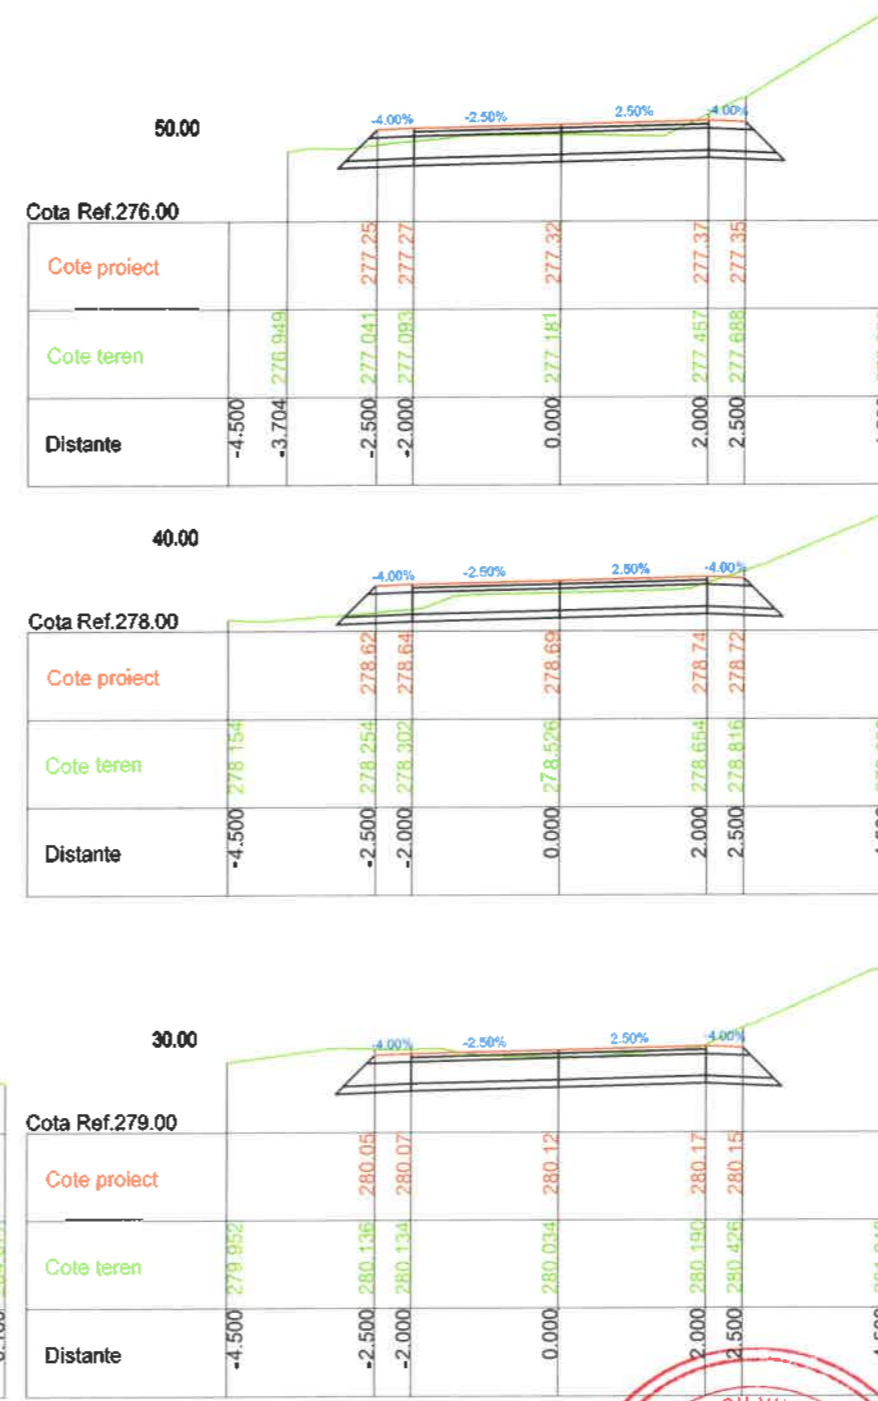 50.00
-4.00% -2.50% 2.50% -4.00%
Cota Ref.276.00
Cote proiect 277.25 277.27 277.32 277.37 277.35
Cote teren 276.949 277.041 277.093 277.181 277.457 277.688
Distante -4.500 -3.704 -2.500 -2.000 0.000 2.000 2.500
40.00
-4.00% -2.50% 2.50% -4.00%
Cota Ref.278.00
Cote proiect 278.62 278.64 278.69 278.74 278.72
Cote teren 278.154 278.254 278.302 278.526 278.654 278.816
Distante -4.500 -2.500 -2.000 0.000 2.000 2.500
30.00
-4.00% -2.50% 2.50% -4.00%
Cota Ref.279.00
Cote proiect 280.05 280.07 280.12 280.17 280.15
Cote teren 279.952 280.136 280.134 280.034 280.190 280.426
Distante -4.500 -2.500 -2.000 0.000 2.000 2.500